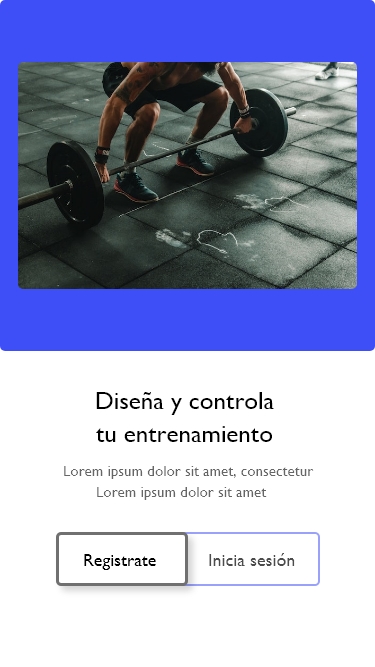 Diseña y controla
tu entrenamiento
Lorem ipsum dolor sit amet, consectetur
Lorem ipsum dolor sit amet
Registrate
Inicia sesión